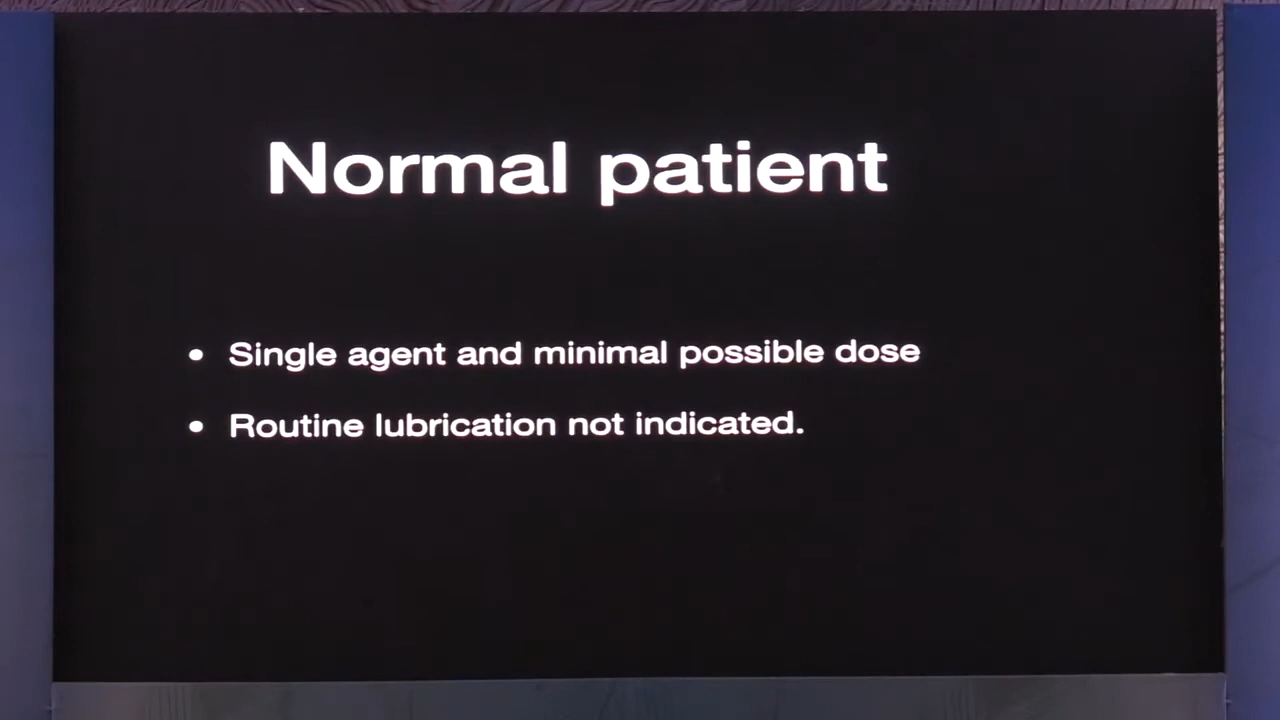 Normal patient
• Single agent and minimal possible dose
• Routine lubrication not indicated.